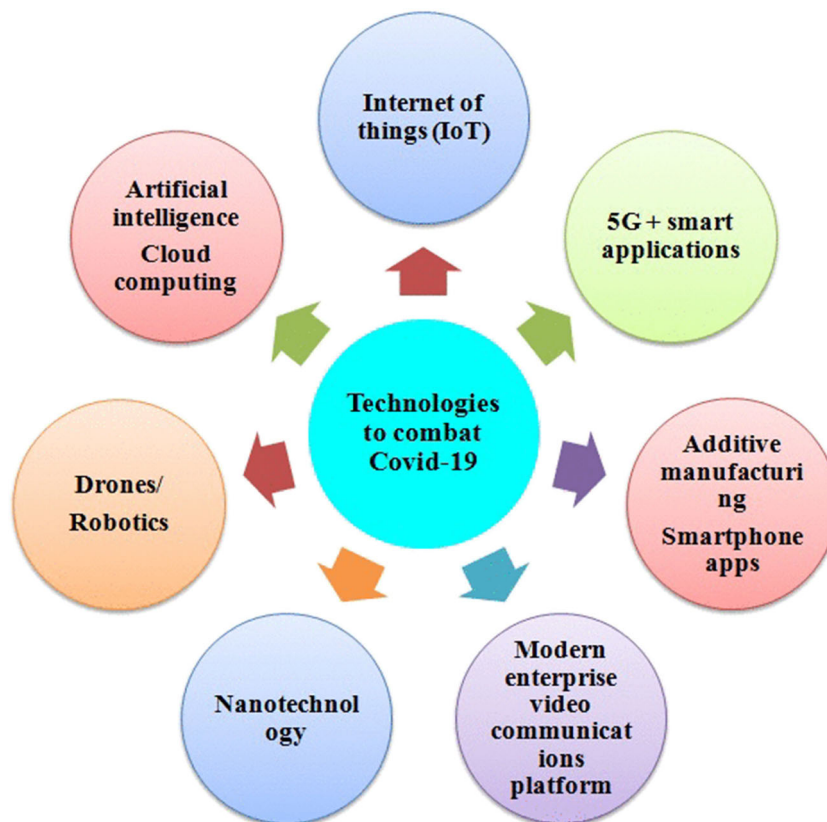 Internet of
things (IoT)
5G + smart
applications
Additive
manufacturi
ng
Smartphone
apps
Modern
enterprise
video
communicat
ions
platform
Nanotechnol
ogy
Drones/
Robotics
Artificial
intelligence
Cloud
computing
Technologies
to combat
Covid-19